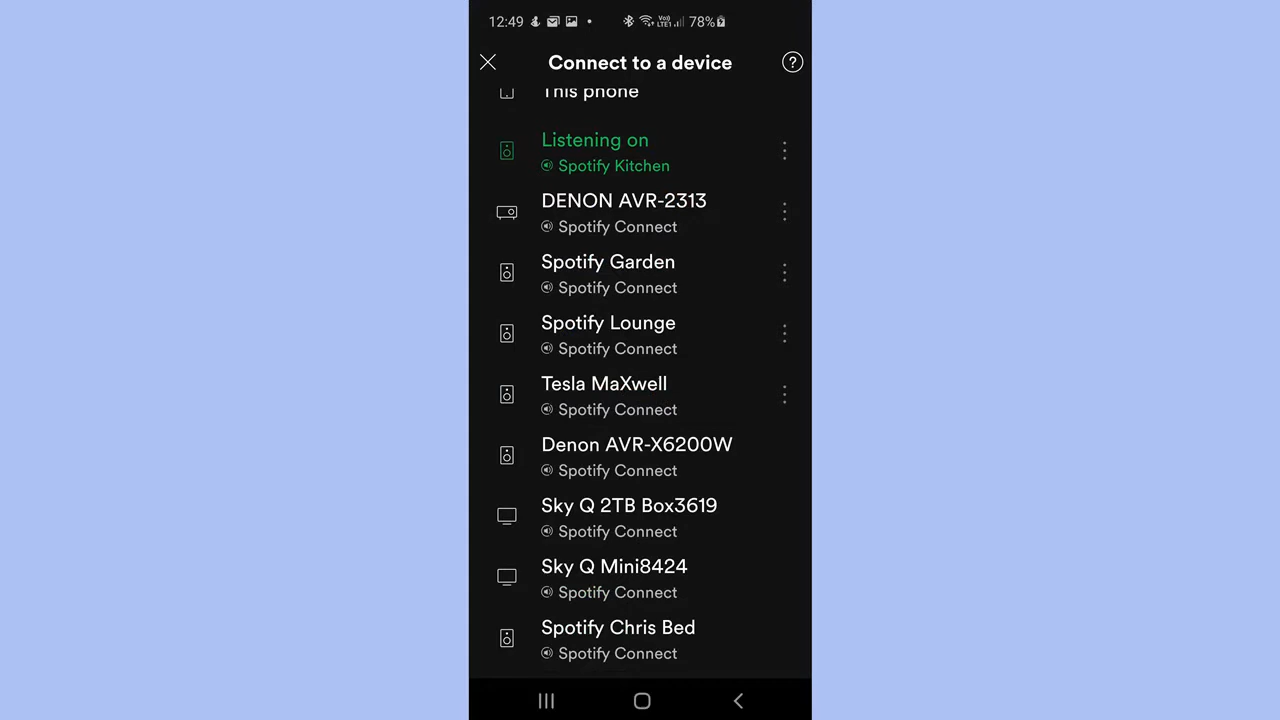 12:49 78%
Connect to a device
This phone
Listening on
Spotify Kitchen
DENON AVR-2313
Spotify Connect
Spotify Garden
Spotify Connect
Spotify Lounge
Spotify Connect
Tesla MaXwell
Spotify Connect
Denon AVR-X6200W
Spotify Connect
Sky Q 2TB Box3619
Spotify Connect
Sky Q Mini8424
Spotify Connect
Spotify Chris Bed
Spotify Connect